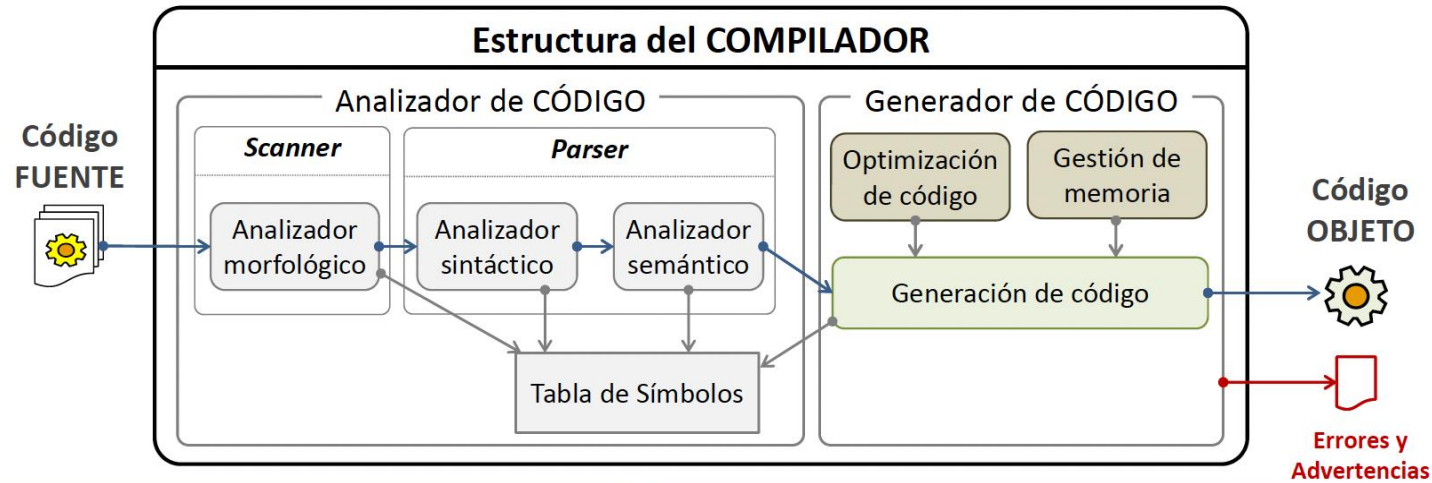 Estructura del COMPILADOR
Código
FUENTE
Analizador de CÓDIGO
Scanner
Analizador
morfológico
Parser
Analizador
sintáctico
Analizador
semántico
Tabla de Símbolos
Generador de CÓDIGO
Optimización
de código
Gestión de
memoria
Generación de código
Código
OBJETO
Errores y
Advertencias